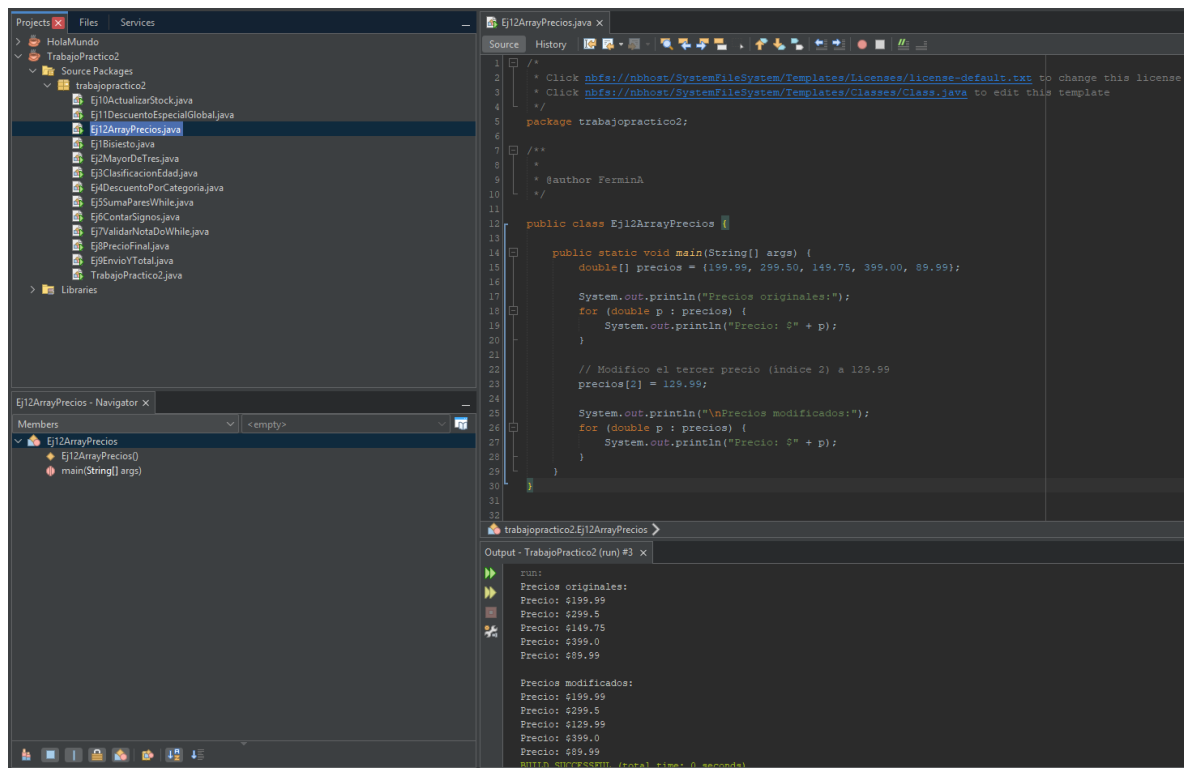 Projects Files Services
HolaMundo
TrabajoPractico2
Source Packages
trabajopractico2
Ej10ActualizarStock.java
Ej11DescuentoEspecialGlobal.java
Ej12ArrayPrecios.java
Ej1Bisiesto.java
Ej2MayorDeTres.java
Ej3ClasificacionEdad.java
Ej4DescuentoPorCategoria.java
Ej5SumaParesWhile.java
Ej6ContarSignos.java
Ej7ValidarNotaDoWhile.java
Ej8PrecioFinal.java
Ej9EnvioYTotal.java
TrabajoPractico2.java
Libraries
Ej12ArrayPrecios - Navigator
Members <empty>
Ej12ArrayPrecios
Ej12ArrayPrecios()
main(String[] args)
Ej12ArrayPrecios.java
Source History
1 /*
2 * Click nbfs://nbhost/SystemFileSystem/Templates/Licenses/license-default.txt to change this license
3 * Click nbfs://nbhost/SystemFileSystem/Templates/Classes/Class.java to edit this template
4 */
5 package trabajopractico2;
6
7 /**
8 *
9 * @author FerminA
10 */
11
12 public class Ej12ArrayPrecios {
13
14 public static void main(String[] args) {
15 double[] precios = {199.99, 299.50, 149.75, 399.00, 89.99};
16
17 System.out.println("Precios originales:");
18 for (double p : precios) {
19 System.out.println("Precio: $" + p);
20 }
21
22 // Modifico el tercer precio (índice 2) a 129.99
23 precios[2] = 129.99;
24
25 System.out.println("\nPrecios modificados:");
26 for (double p : precios) {
27 System.out.println("Precio: $" + p);
28 }
29 }
30 }
31
32
trabajopractico2.Ej12ArrayPrecios
Output - TrabajoPractico2 (run) #3
run:
Precios originales:
Precio: $199.99
Precio: $299.5
Precio: $149.75
Precio: $399.0
Precio: $89.99
Precios modificados:
Precio: $199.99
Precio: $299.5
Precio: $129.99
Precio: $399.0
Precio: $89.99
BUILD SUCCESSFUL (total time: 0 seconds)